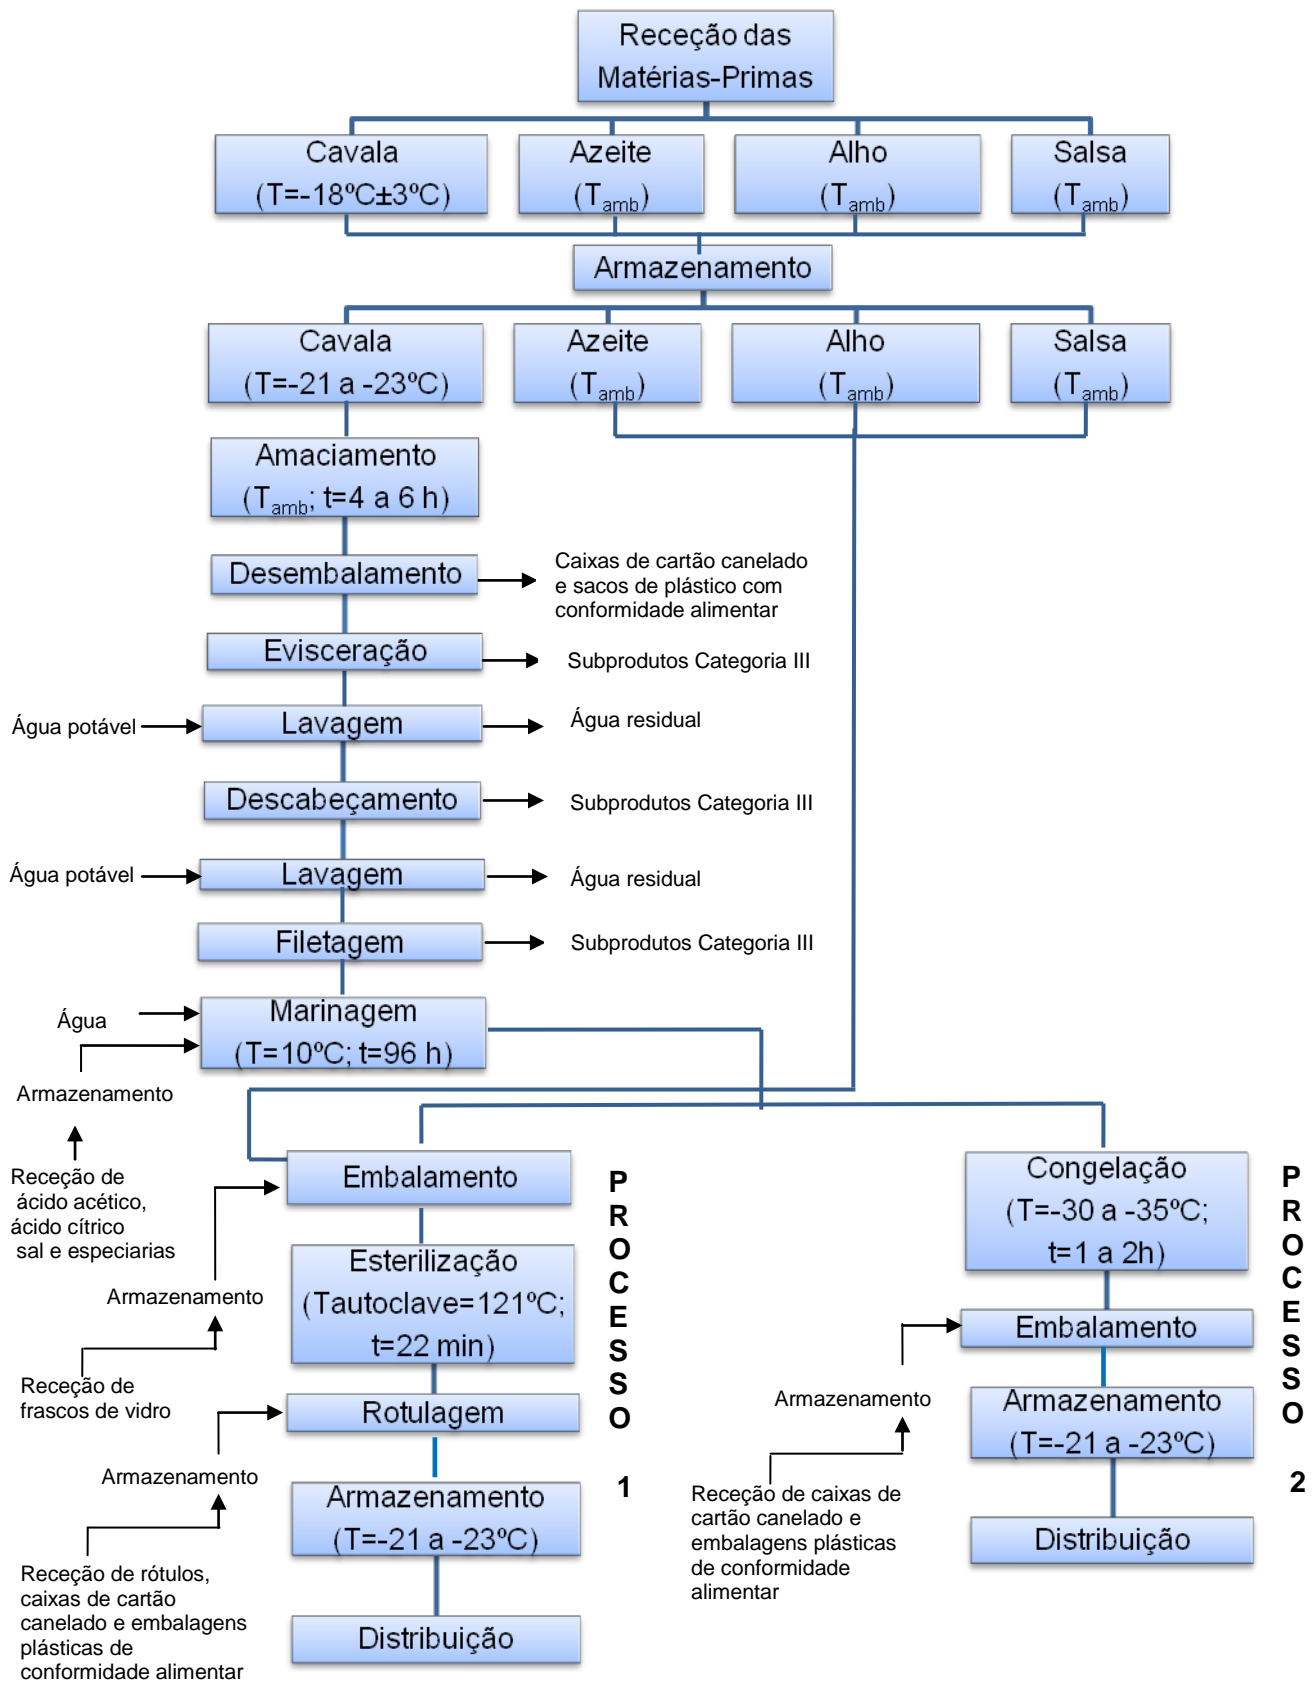 Receção das
Matérias-Primas
Cavala
(T=-18ºC±3ºC)
Azeite
(Tamb)
Alho
(Tamb)
Salsa
(Tamb)
Armazenamento
Cavala
(T=-21 a -23ºC)
Azeite
(Tamb)
Alho
(Tamb)
Salsa
(Tamb)
Amaciamento
(Tamb; t=4 a 6 h)
Desembalamento
Caixas de cartão canelado
e sacos de plástico com
conformidade alimentar
Evisceração
Subprodutos Categoria III
Água potável
Lavagem
Água residual
Descabeçamento
Subprodutos Categoria III
Água potável
Lavagem
Água residual
Filetagem
Subprodutos Categoria III
Água
Marinagem
(T=10ºC; t=96 h)
Armazenamento
Receção de
ácido acético,
ácido cítrico
sal e especiarias
Embalamento
Armazenamento
Receção de
frascos de vidro
Esterilização
(Tautoclave=121ºC;
t=22 min)
Rotulagem
Armazenamento
Receção de rótulos,
caixas de cartão
canelado e embalagens
plásticas de
conformidade alimentar
Armazenamento
(T=-21 a -23ºC)
Distribuição
PROCESSO 1
Congelação
(T=-30 a -35ºC;
t=1 a 2h)
Embalamento
Armazenamento
Receção de caixas de
cartão canelado e
embalagens plásticas
de conformidade
alimentar
Armazenamento
(T=-21 a -23ºC)
Distribuição
PROCESSO 2